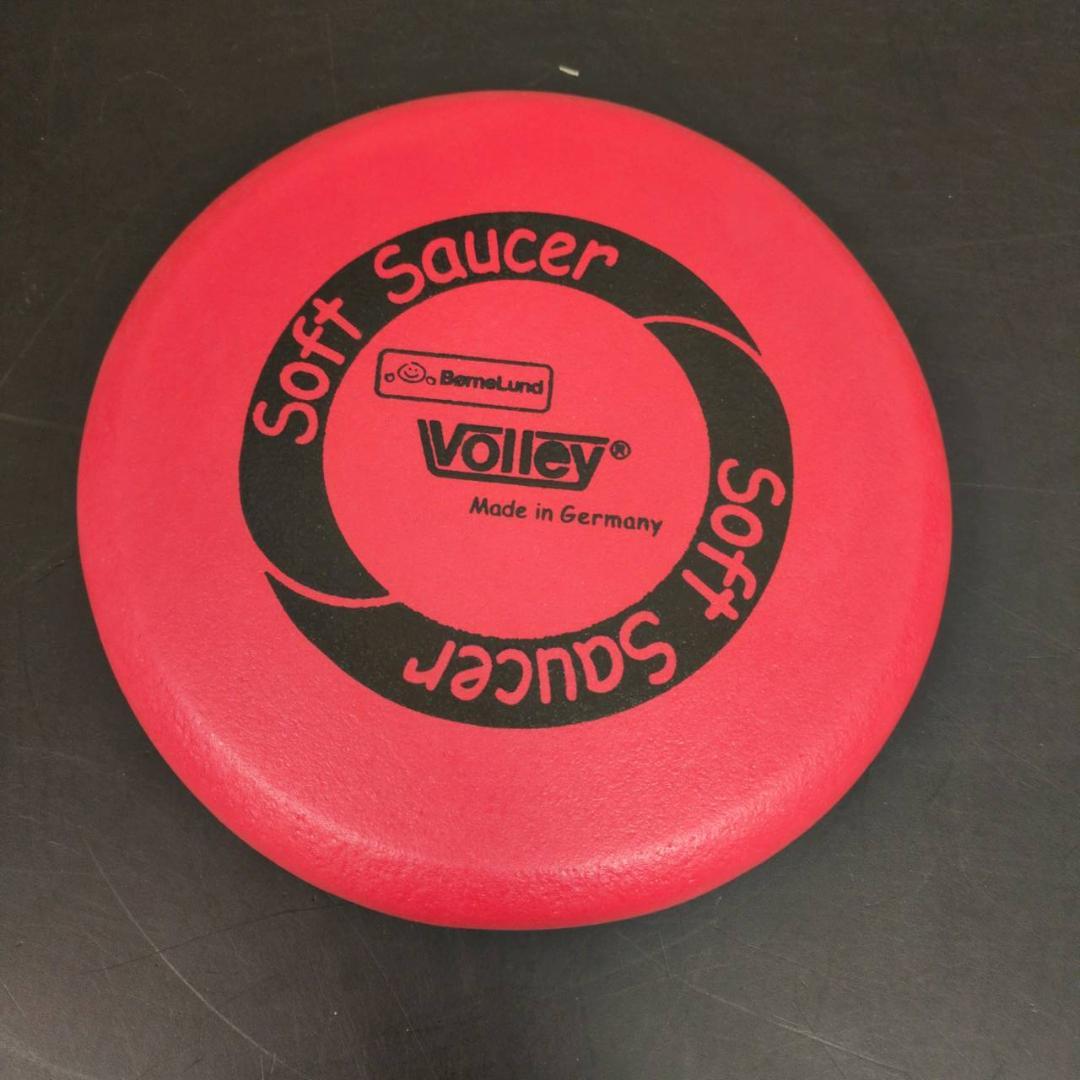 Soft Saucer
BørneLund
Volley®
Made in Germany
Soft Saucer